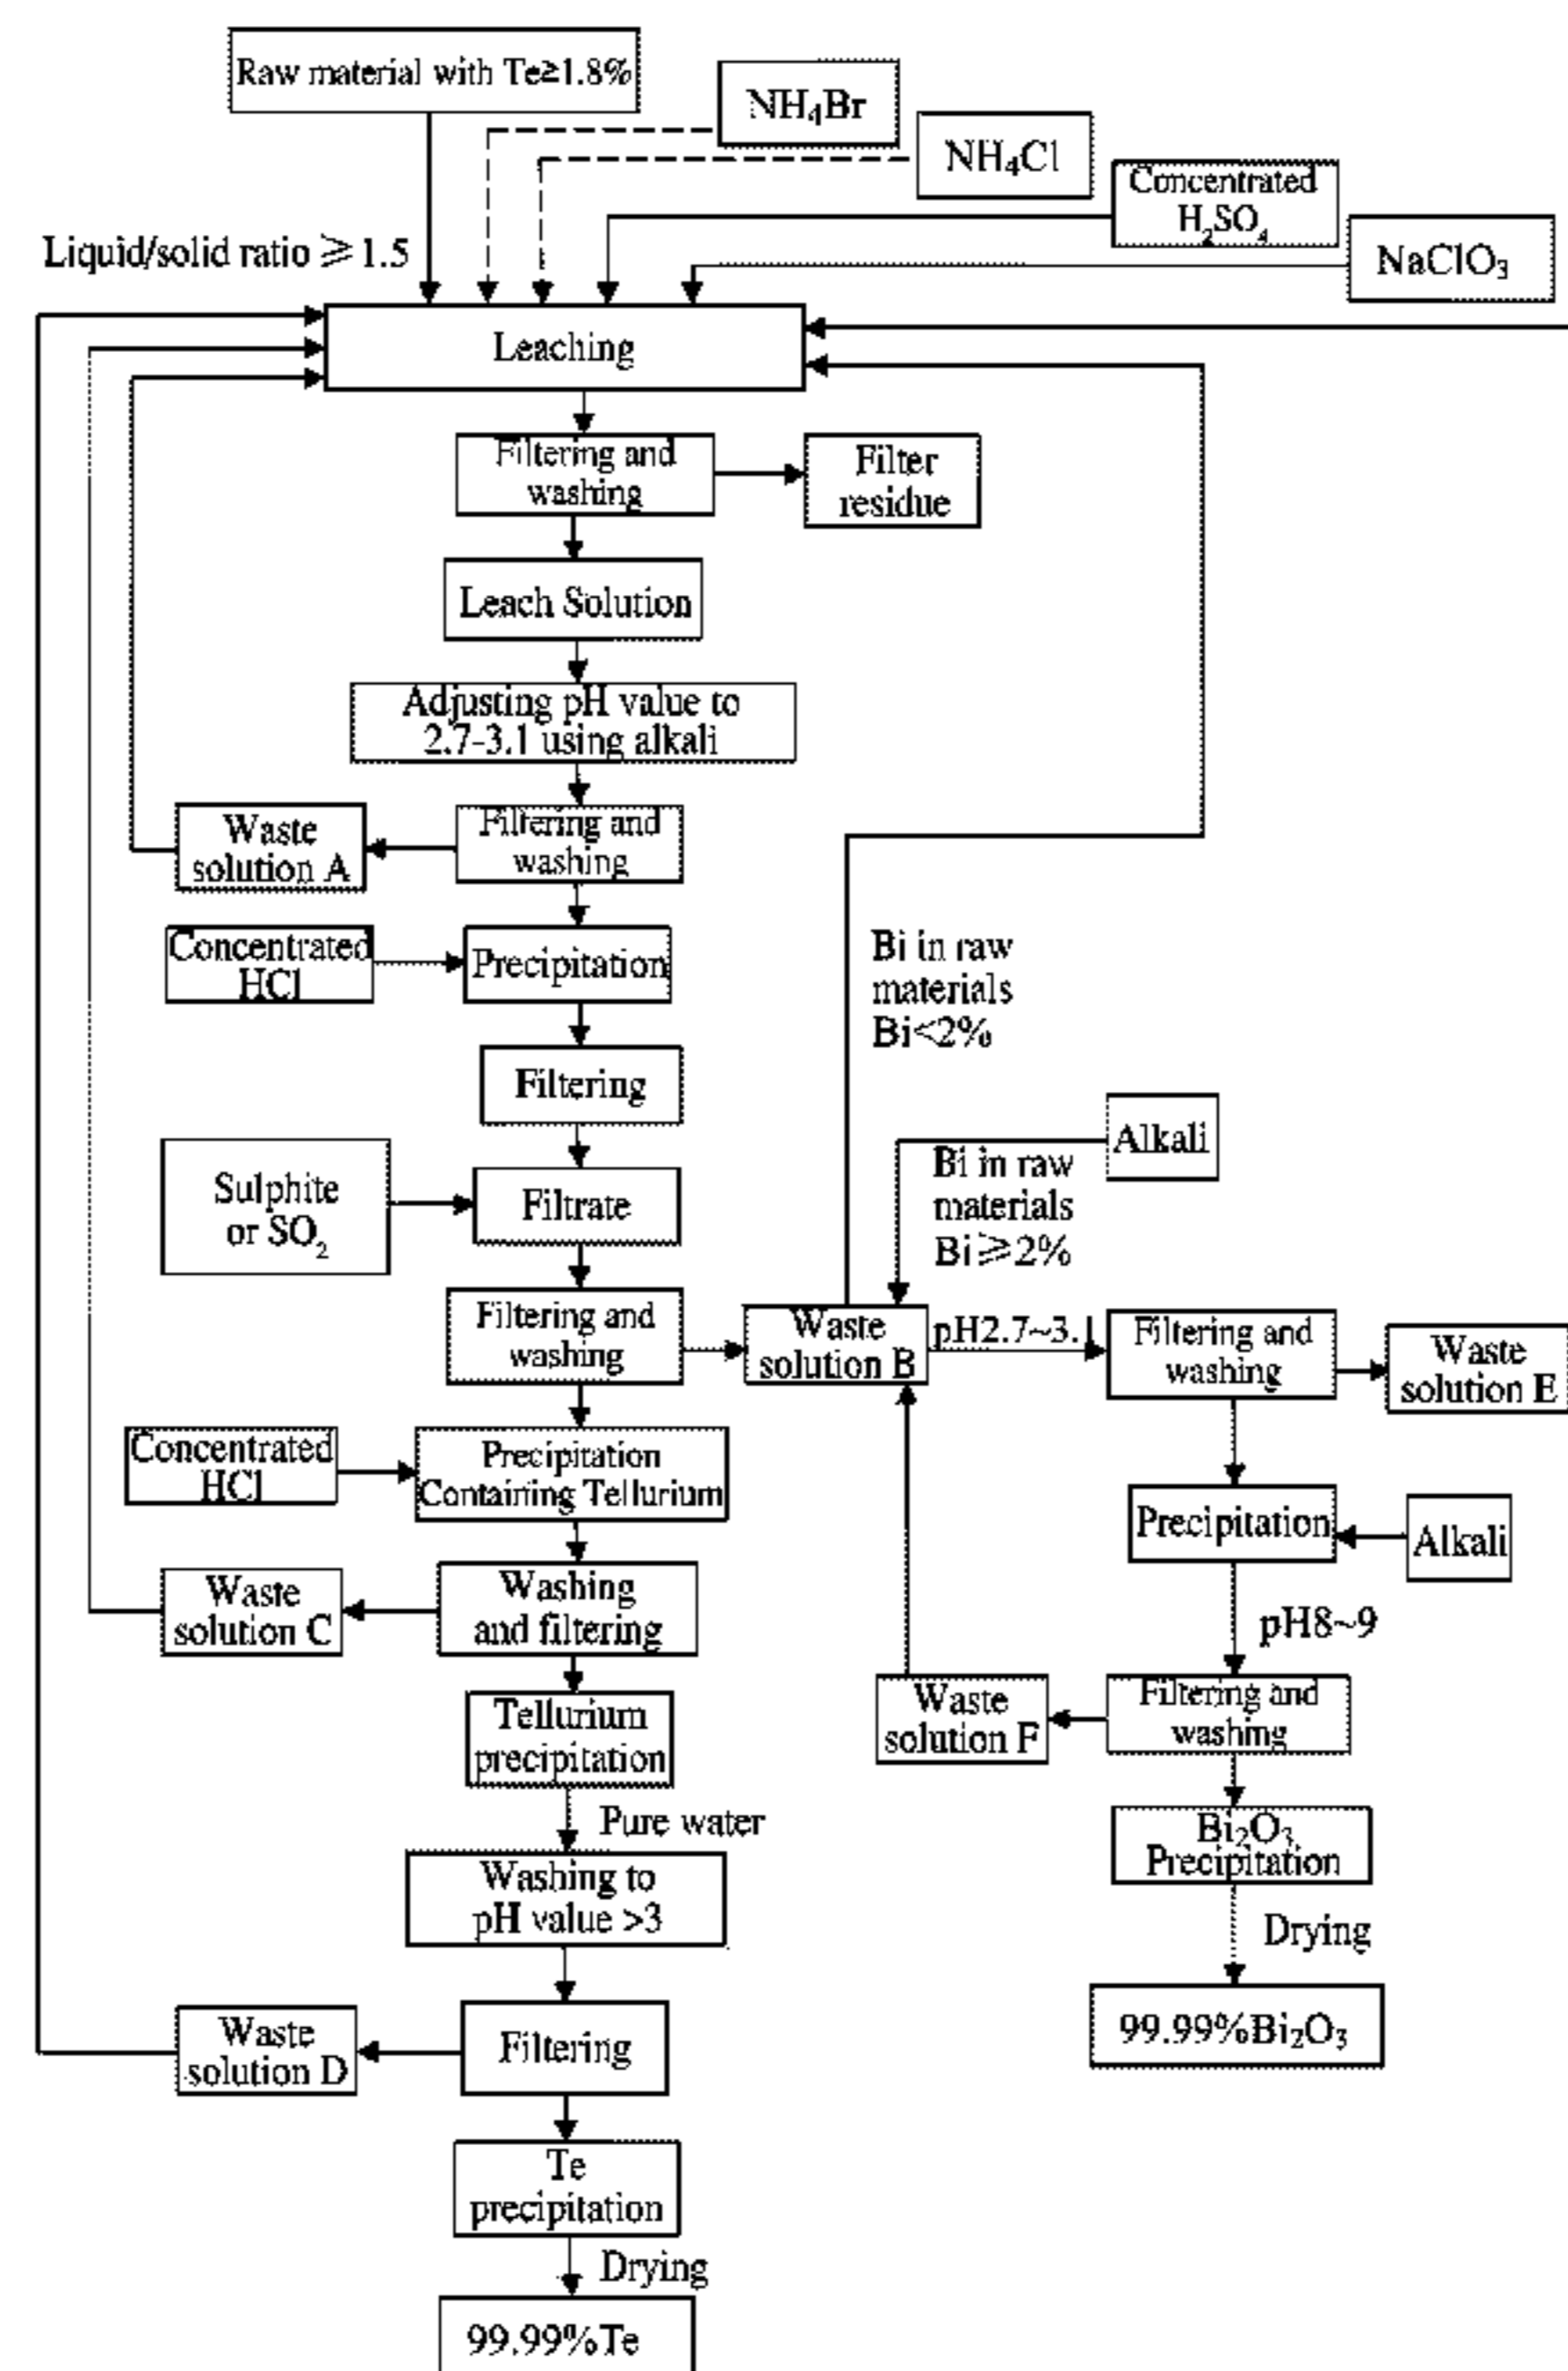 Raw material with Te≥1.8%
NH₄Br
NH₄Cl
Concentrated
H₂SO₄
NaClO₃
Liquid/solid ratio ≥ 1.5
Leaching
Filtering and
washing
Filter
residue
Leach Solution
Adjusting pH value to
2.7-3.1 using alkali
Waste
solution A
Filtering and
washing
Concentrated
HCl
Precipitation
Bi in raw
materials
Bi<2%
Filtering
Alkali
Sulphite
or SO₂
Filtrate
Bi in raw
materials
Bi≥2%
Filtering and
washing
Waste
solution B
pH2.7~3.1
Filtering and
washing
Waste
solution E
Concentrated
HCl
Precipitation
Containing Tellurium
Precipitation
Alkali
Waste
solution C
Washing
and filtering
pH8~9
Tellurium
precipitation
Waste
solution F
Filtering and
washing
Pure water
Washing to
pH value >3
Bi₂O₃
Precipitation
Drying
Waste
solution D
Filtering
99.99%Bi₂O₃
Te
precipitation
Drying
99.99%Te